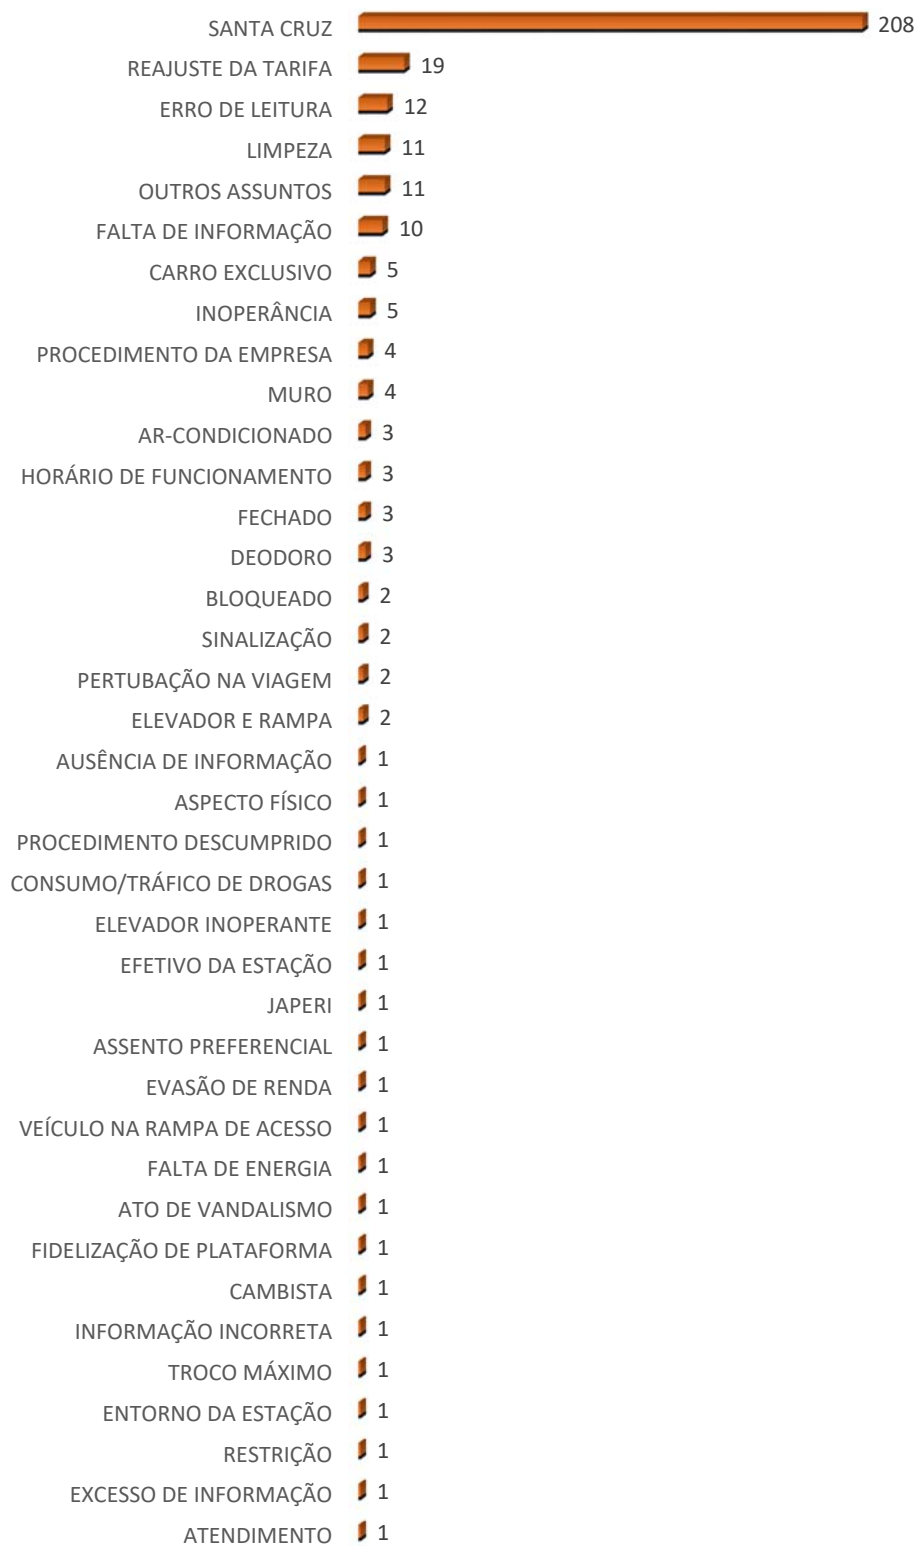 SANTA CRUZ 208
REAJUSTE DA TARIFA 19
ERRO DE LEITURA 12
LIMPEZA 11
OUTROS ASSUNTOS 11
FALTA DE INFORMAÇÃO 10
CARRO EXCLUSIVO 5
INOPERÂNCIA 5
PROCEDIMENTO DA EMPRESA 4
MURO 4
AR-CONDICIONADO 3
HORÁRIO DE FUNCIONAMENTO 3
FECHADO 3
DEODORO 3
BLOQUEADO 2
SINALIZAÇÃO 2
PERTUBAÇÃO NA VIAGEM 2
ELEVADOR E RAMPA 2
AUSÊNCIA DE INFORMAÇÃO 1
ASPECTO FÍSICO 1
PROCEDIMENTO DESCUMPRIDO 1
CONSUMO/TRÁFICO DE DROGAS 1
ELEVADOR INOPERANTE 1
EFETIVO DA ESTAÇÃO 1
JAPERI 1
ASSENTO PREFERENCIAL 1
EVASÃO DE RENDA 1
VEÍCULO NA RAMPA DE ACESSO 1
FALTA DE ENERGIA 1
ATO DE VANDALISMO 1
FIDELIZAÇÃO DE PLATAFORMA 1
CAMBISTA 1
INFORMAÇÃO INCORRETA 1
TROCO MÁXIMO 1
ENTORNO DA ESTAÇÃO 1
RESTRIÇÃO 1
EXCESSO DE INFORMAÇÃO 1
ATENDIMENTO 1